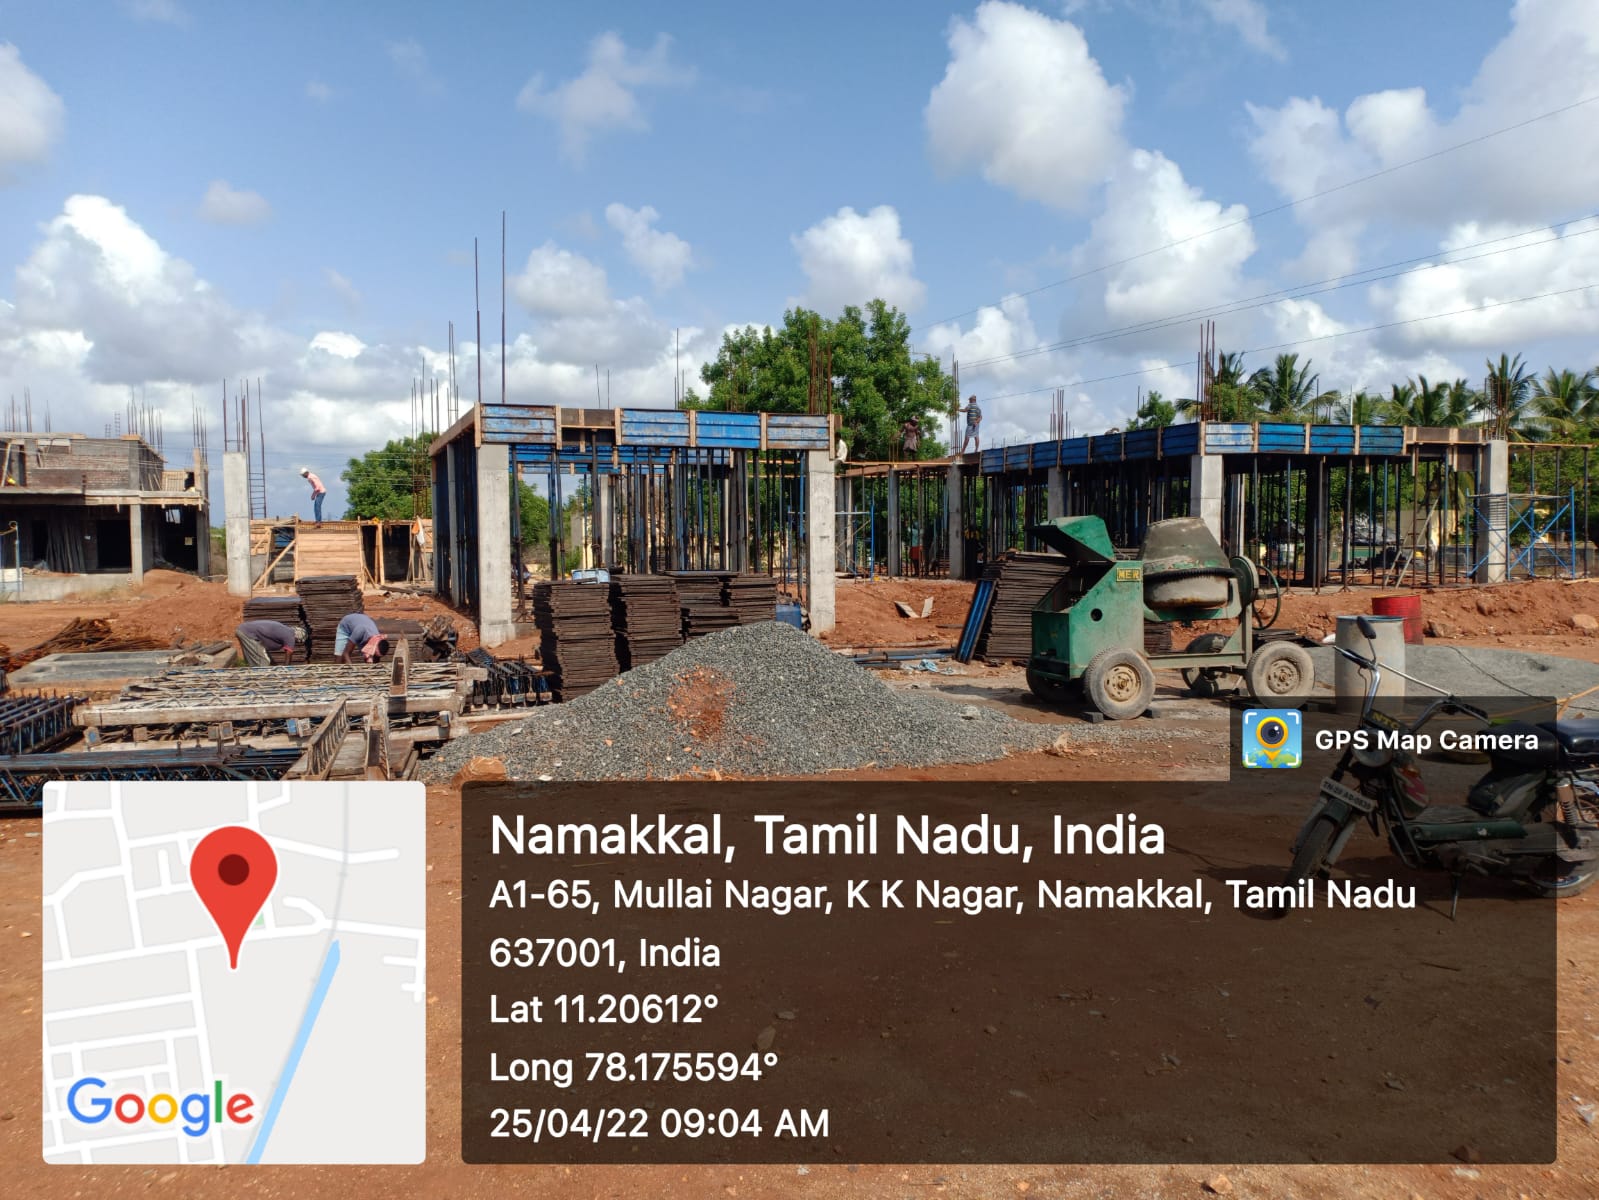 MER
GPS Map Camera
Namakkal, Tamil Nadu, India
A1-65, Mullai Nagar, K K Nagar, Namakkal, Tamil Nadu
637001, India
Lat 11.20612°
Long 78.175594°
25/04/22 09:04 AM
Google